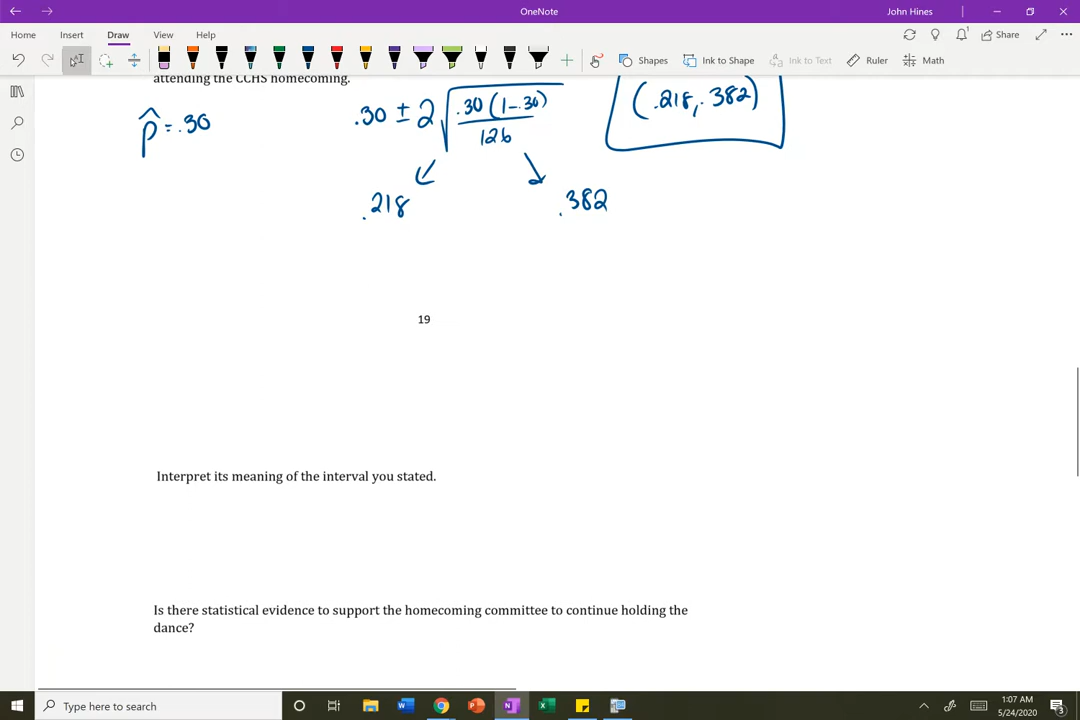 OneNote
John Hines
Home Insert Draw View Help
Share
Shapes Ink to Shape Ink to Text Ruler Math
attending the CCHS homecoming.
p̂ = .30
.30 ± 2 √ .30 (1-.30)
126
(.218, .382)
.218
.382
19
Interpret its meaning of the interval you stated.
Is there statistical evidence to support the homecoming committee to continue holding the
dance?
Type here to search
1:07 AM
5/24/2020
3